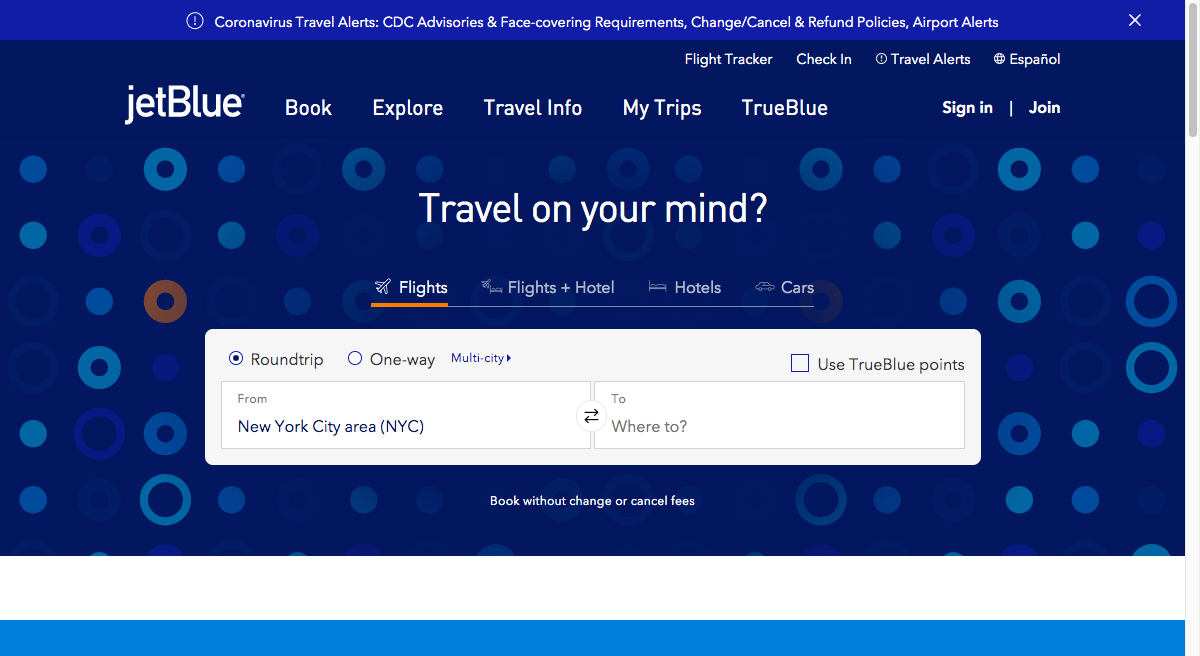 Coronavirus Travel Alerts: CDC Advisories & Face-covering Requirements, Change/Cancel & Refund Policies, Airport Alerts
Flight Tracker Check In Travel Alerts Español
jetBlue Book Explore Travel Info My Trips TrueBlue Sign in | Join
Travel on your mind?
Flights Flights + Hotel Hotels Cars
Roundtrip One-way Multi-city Use TrueBlue points
From To
New York City area (NYC) Where to?
Book without change or cancel fees